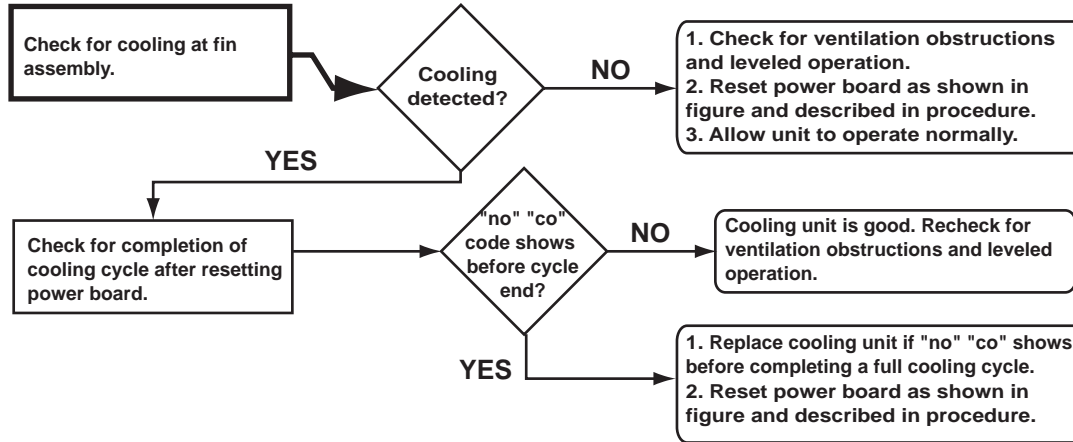 Check for cooling at fin
assembly.
Cooling
detected?
NO
1. Check for ventilation obstructions
and leveled operation.
2. Reset power board as shown in
figure and described in procedure.
3. Allow unit to operate normally.
YES
Check for completion of
cooling cycle after resetting
power board.
"no" "co"
code shows
before cycle
end?
NO
Cooling unit is good. Recheck for
ventilation obstructions and leveled
operation.
YES
1. Replace cooling unit if "no" "co" shows
before completing a full cooling cycle.
2. Reset power board as shown in
figure and described in procedure.